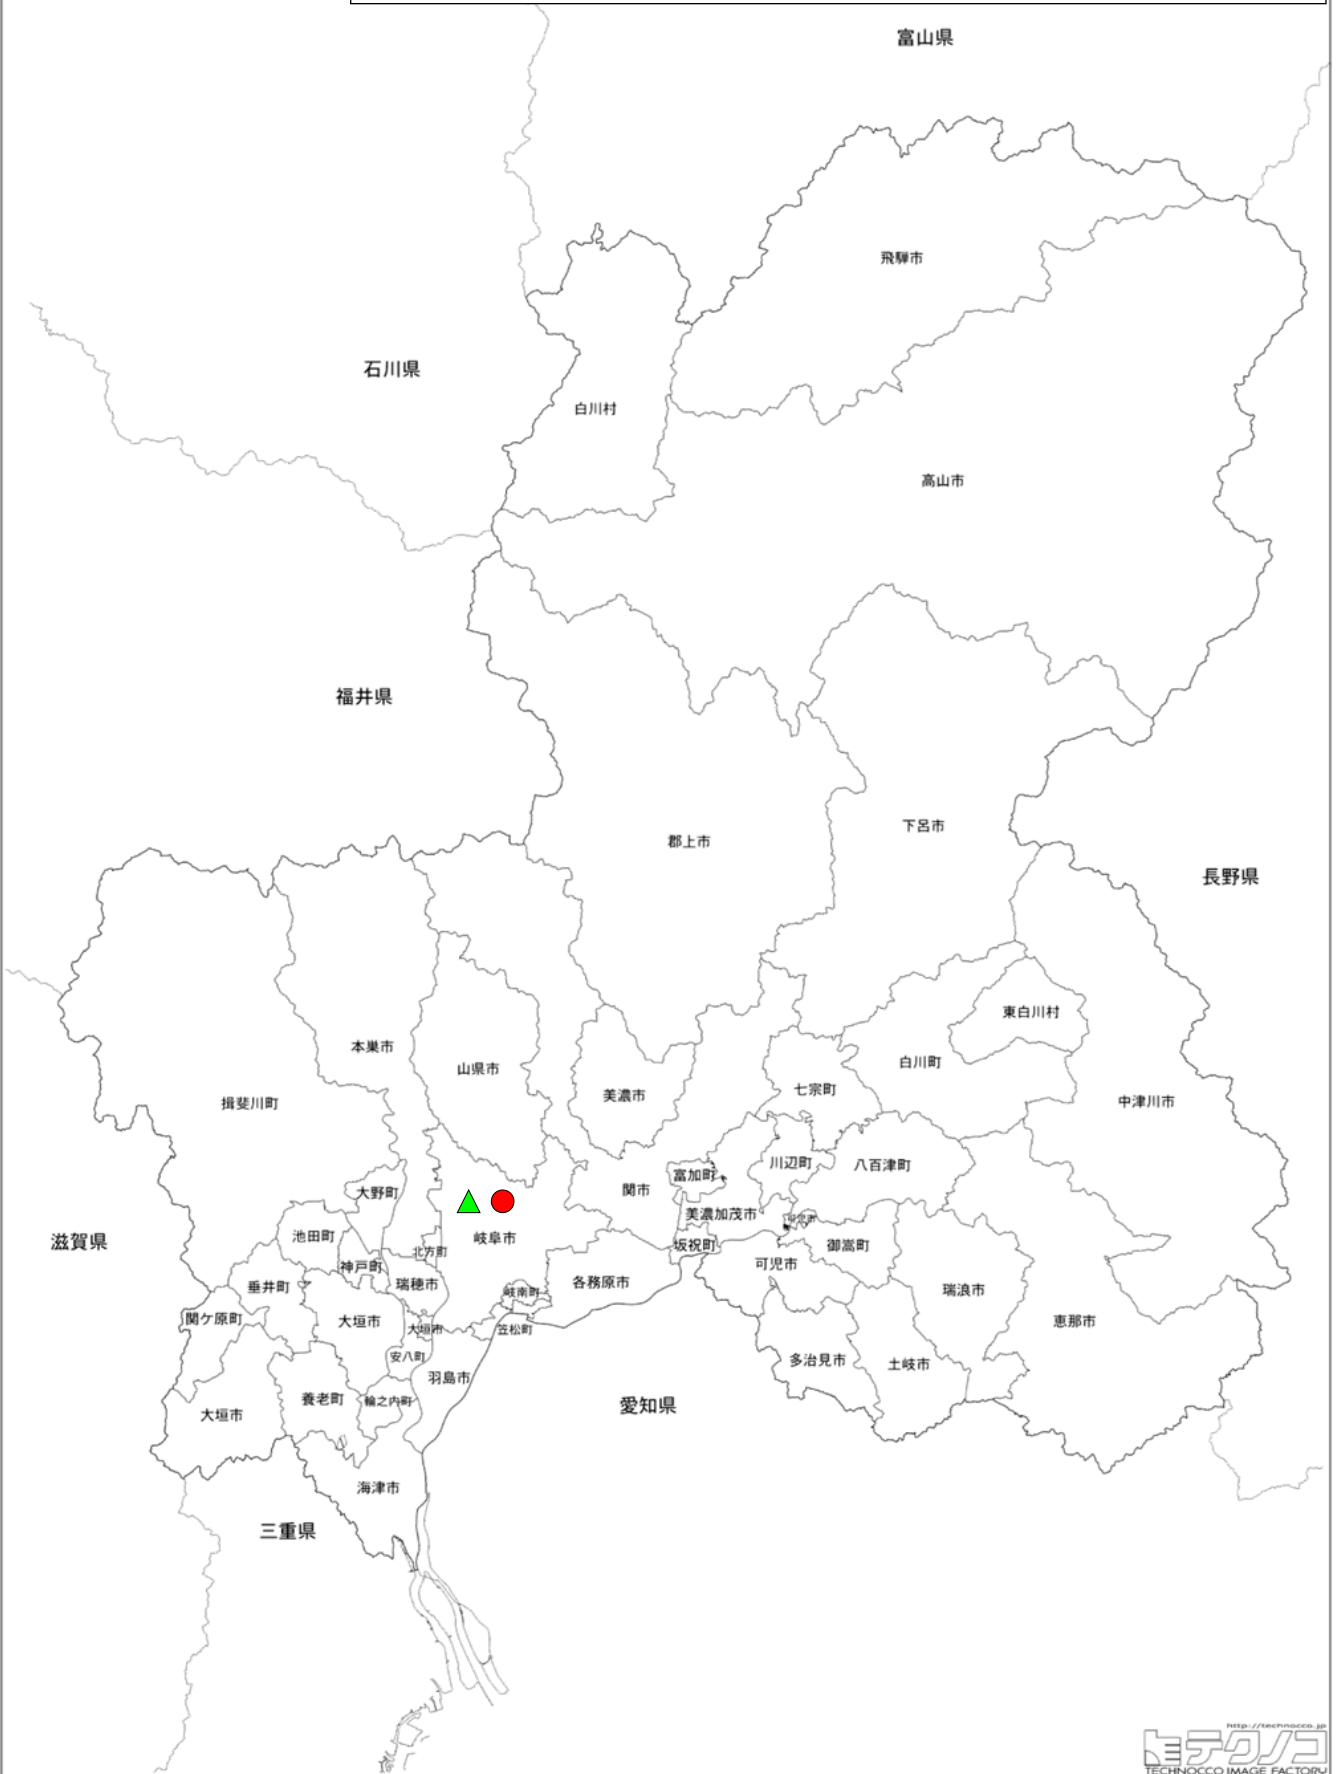 富山県
飛騨市
石川県
白川村
高山市
福井県
郡上市
下呂市
長野県
東白川村
本巣市
白川町
山県市
七宗町
美濃市
揖斐川町
中津川市
川辺町
八百津町
富加町
関市
大野町
美濃加茂市
池田町
岐阜市
滋賀県
坂祝町
御嵩町
北方町
可児市
神戸町
各務原市
瑞穂市
垂井町
瑞浪市
岐南町
関ケ原町
大垣市
恵那市
大垣市
笠松町
安八町
多治見市
土岐市
羽島市
養老町
輪之内町
愛知県
大垣市
海津市
三重県
http://technocco.jp
テクノコ
TECHNOCCO IMAGE FACTORY